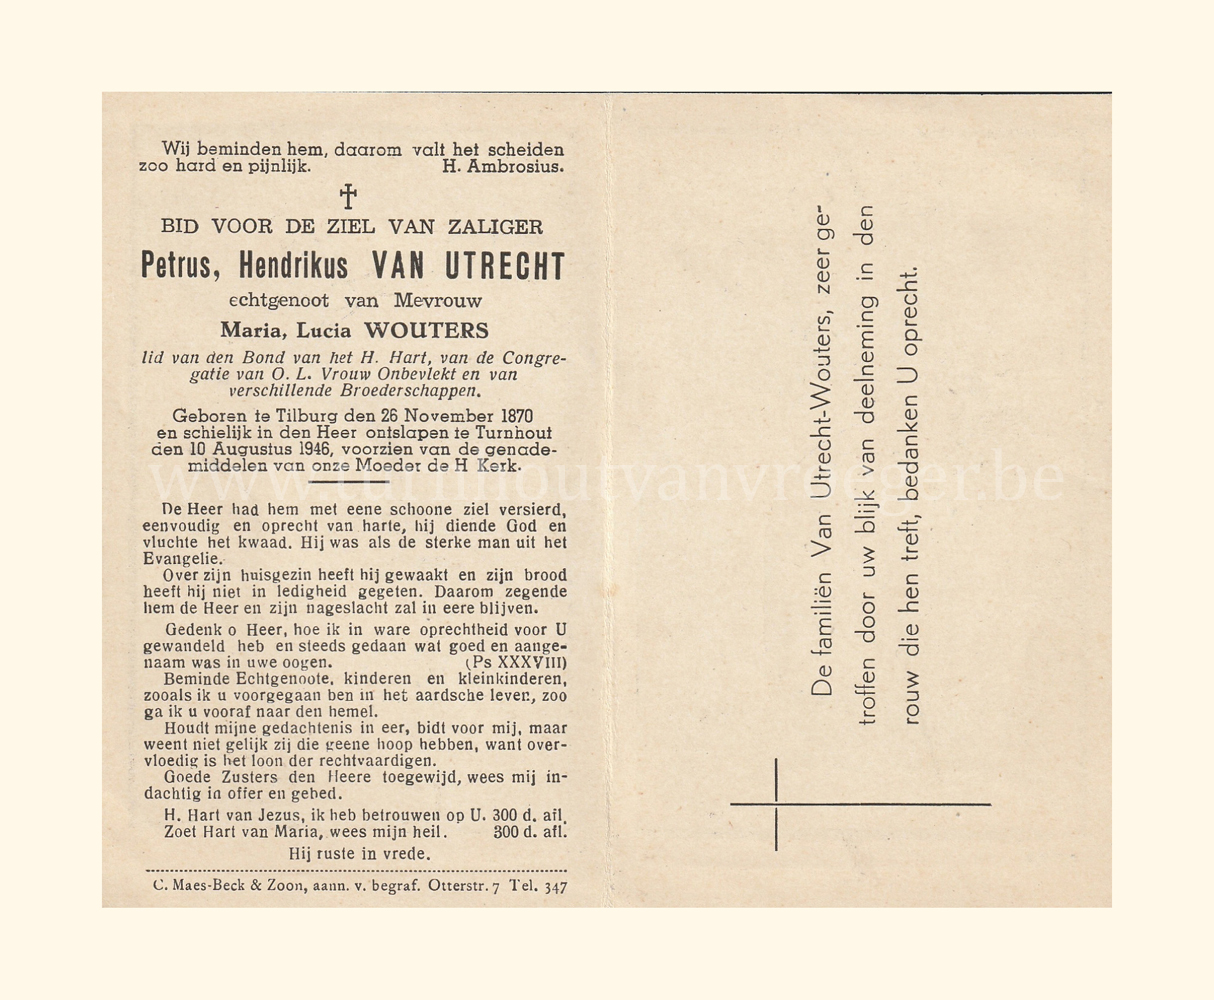 Wij beminden hem, daarom valt het scheiden
zoo hard en pijnlijk. H. Ambrosius.
BID VOOR DE ZIEL VAN ZALIGER
Petrus, Hendrikus VAN UTRECHT
echtgenoot van Mevrouw
Maria, Lucia WOUTERS
lid van den Bond van het H. Hart, van de Congre-
gatie van O. L. Vrouw Onbevlekt en van
verschillende Broederschappen.
Geboren te Tilburg den 26 November 1870
en schielijk in den Heer ontslapen te Turnhout
den 10 Augustus 1946, voorzien van de genade-
middelen van onze Moeder de H Kerk.
www.turnhoutvanvroeger.be
De Heer had hem met eene schoone ziel versierd,
eenvoudig en oprecht van harte, hij diende God en
vluchte het kwaad. Hij was als de sterke man uit het
Evangelie.
Over zijn huisgezin heeft hij gewaakt en zijn brood
heeft hij niet in ledigheid gegeten. Daarom zegende
hem de Heer en zijn nageslacht zal in eere blijven.
Gedenk o Heer, hoe ik in ware oprechtheid voor U
gewandeld heb en steeds gedaan wat goed en aange-
naam was in uwe oogen. (Ps XXXVIII)
Beminde Echtgenoote, kinderen en kleinkinderen,
zooals ik u voorgegaan ben in het aardsche leven, zoo
ga ik u vooraf naar den hemel.
Houdt mijne gedachtenis in eer, bidt voor mij, maar
weent niet gelijk zij die geene hoop hebben, want over-
vloedig is het loon der rechtvaardigen.
Goede Zusters den Heere toegewijd, wees mij in-
dachtig in offer en gebed.
H. Hart van Jezus, ik heb betrouwen op U. 300 d. afl.
Zoet Hart van Maria, wees mijn heil. 300 d. afl.
Hij ruste in vrede.
C. Maes-Beck & Zoon, aann. v. begraf. Otterstr. 7 Tel. 347
De familiën Van Utrecht-Wouters, zeer ge-
troffen door uw blijk van deelneming in den
rouw die hen treft, bedanken U oprecht.